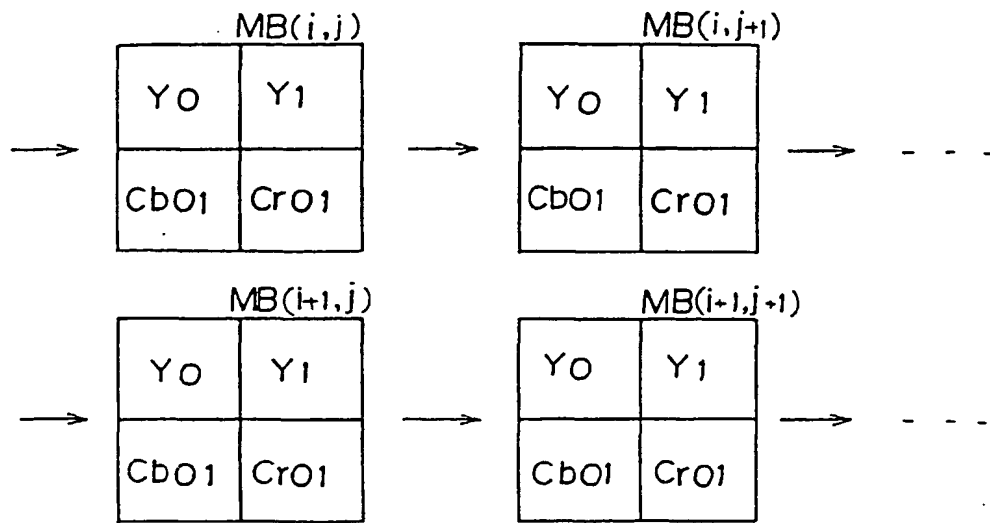 MB(i,j) MB(i,j+1)
Y0 Y1 Y0 Y1
Cb01 Cr01 Cb01 Cr01
MB(i+1,j) MB(i+1,j+1)
Y0 Y1 Y0 Y1
Cb01 Cr01 Cb01 Cr01